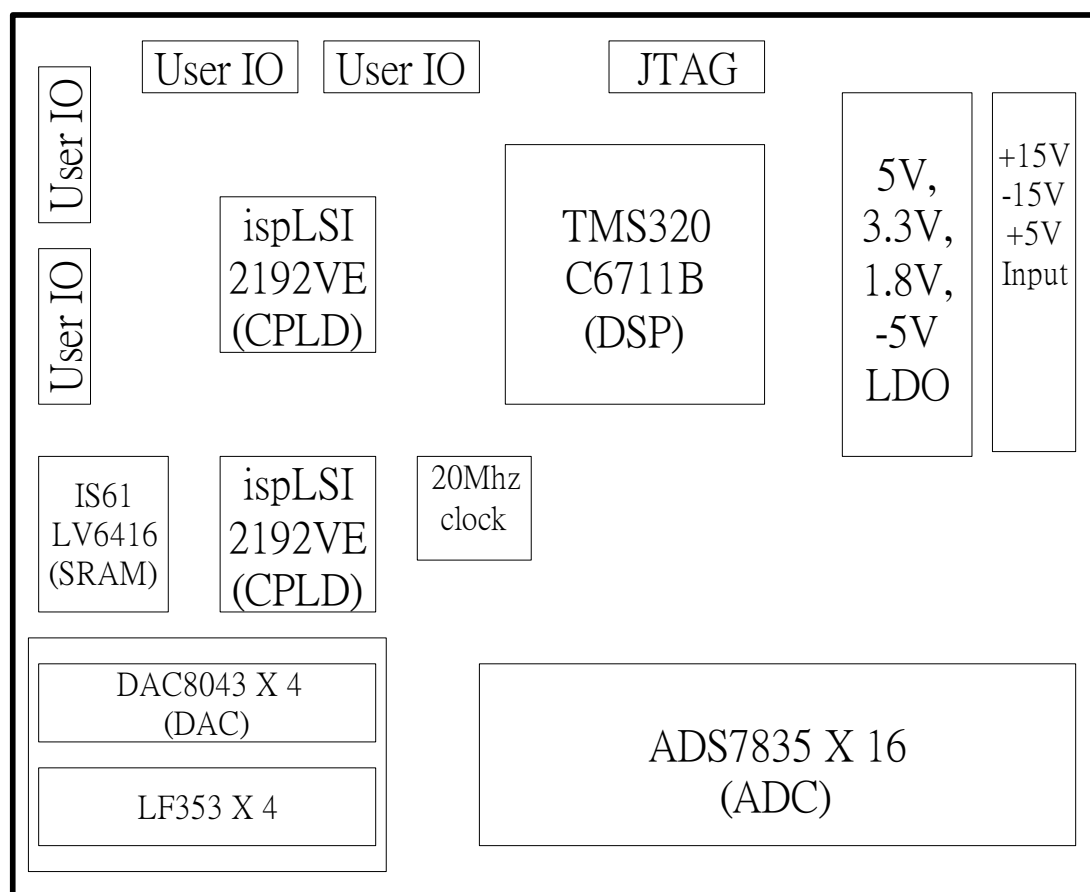 User IO
User IO
JTAG
User IO
User IO
ispLSI
2192VE
(CPLD)
TMS320
C6711B
(DSP)
5V,
3.3V,
1.8V,
-5V
LDO
+15V
-15V
+5V
Input
IS61
LV6416
(SRAM)
ispLSI
2192VE
(CPLD)
20Mhz
clock
DAC8043 X 4
(DAC)
LF353 X 4
ADS7835 X 16
(ADC)